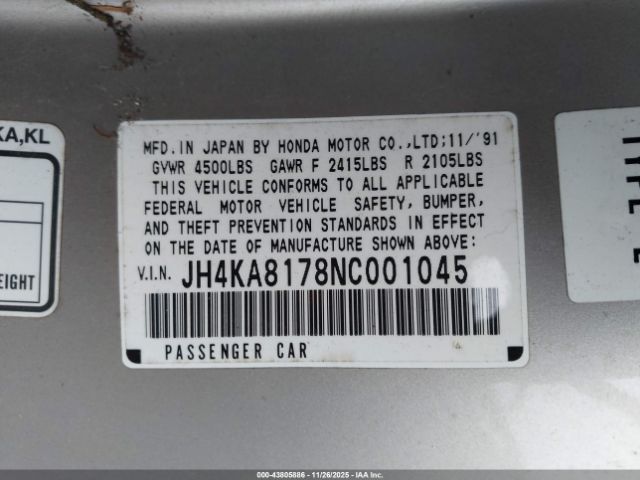 KA,KL
EIGHT
MFD.IN JAPAN BY HONDA MOTOR CO.,LTD;11/'91
GVWR 4500LBS GAWR F 2415LBS R 2105LBS
THIS VEHICLE CONFORMS TO ALL APPLICABLE
FEDERAL MOTOR VEHICLE SAFETY, BUMPER,
AND THEFT PREVENTION STANDARDS IN EFFECT
ON THE DATE OF MANUFACTURE SHOWN ABOVE:
V.I.N. JH4KA8178NC001045
PASSENGER CAR
TYPE
© 43805886 - 11/26/2025 - IAA Inc.